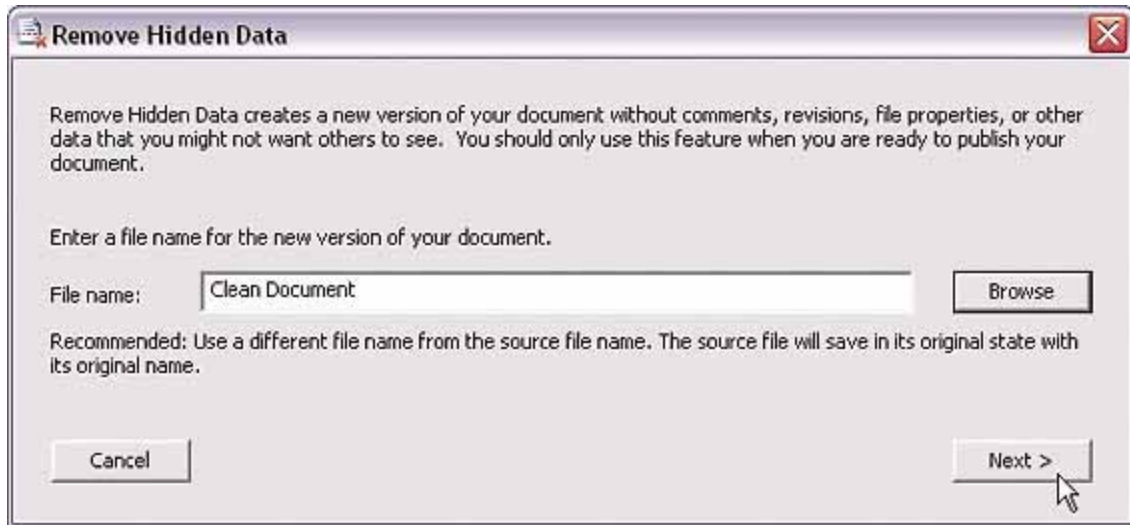 Remove Hidden Data
Remove Hidden Data creates a new version of your document without comments, revisions, file properties, or other
data that you might not want others to see. You should only use this feature when you are ready to publish your
document.
Enter a file name for the new version of your document.
File name: Clean Document Browse
Recommended: Use a different file name from the source file name. The source file will save in its original state with
its original name.
Cancel Next >